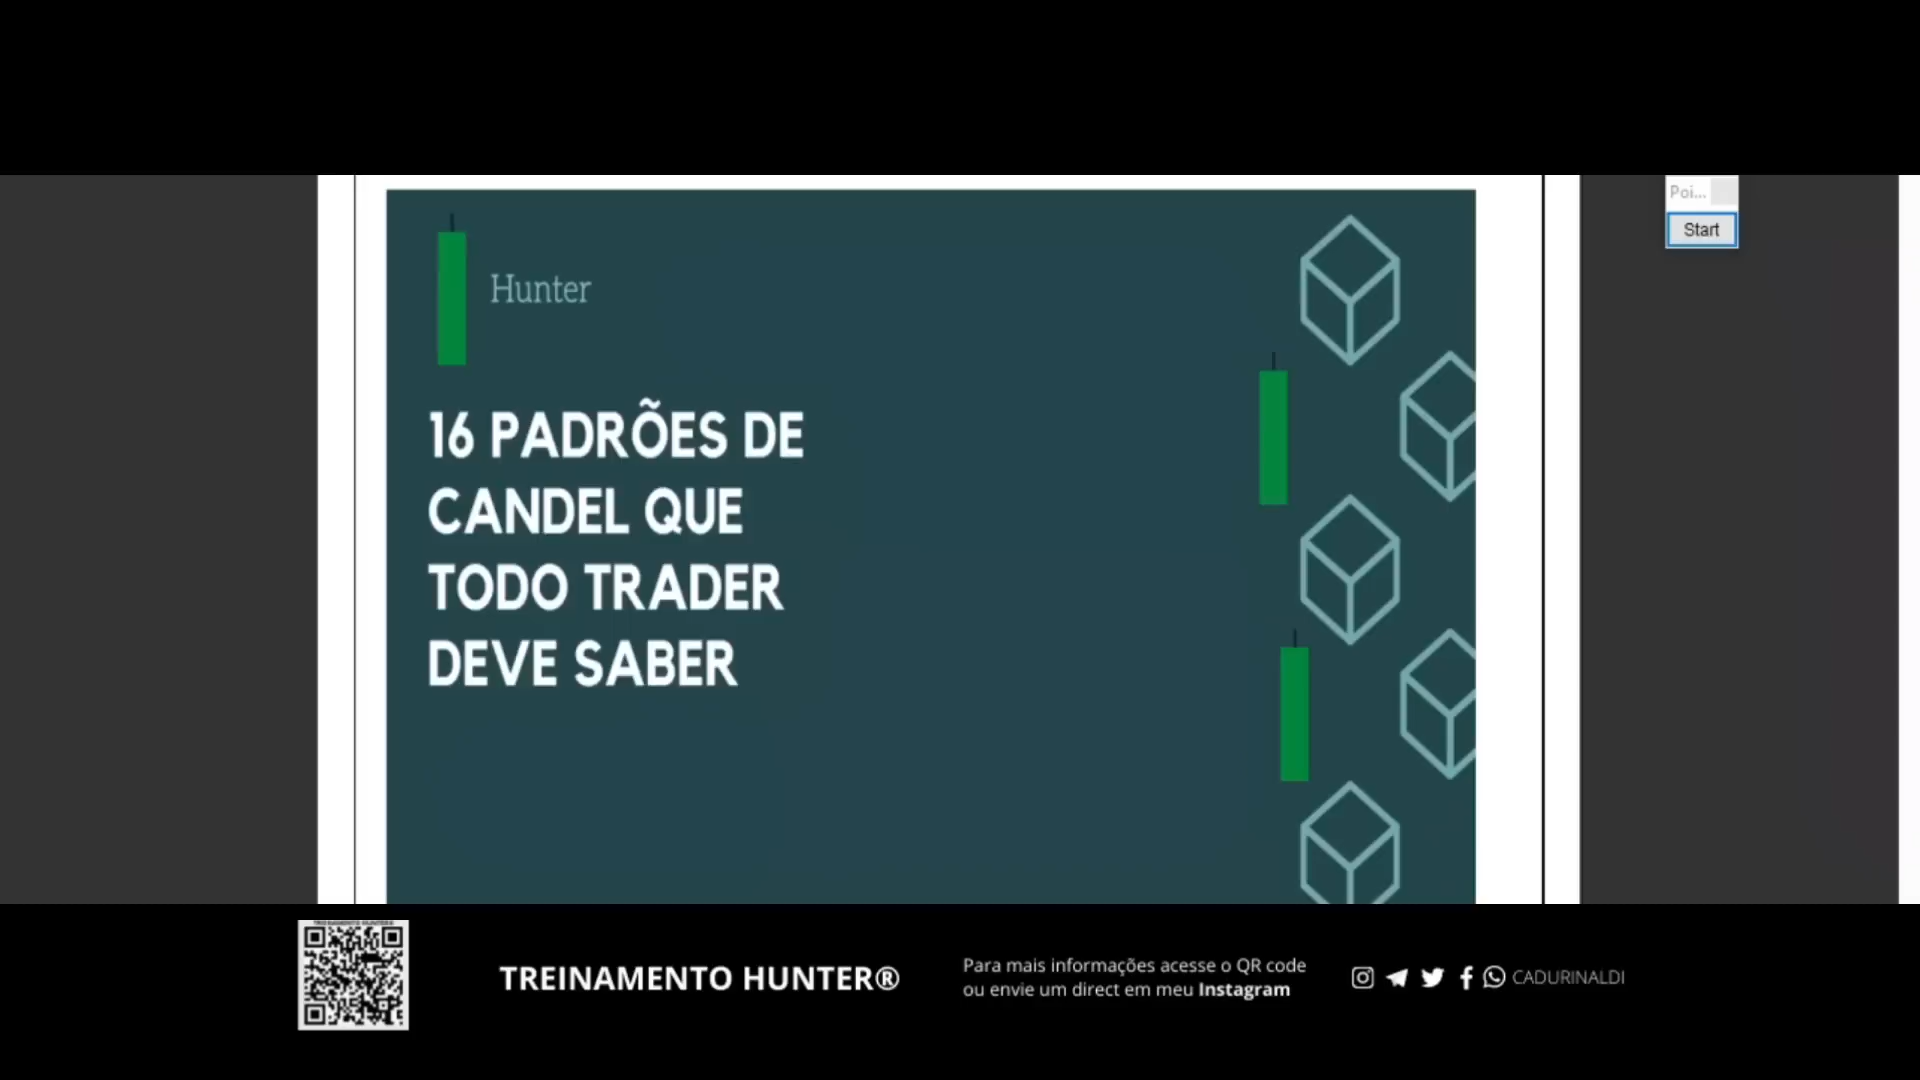 Poi...
Start
Hunter
16 PADRÕES DE
CANDEL QUE
TODO TRADER
DEVE SABER
TREINAMENTO HUNTER®
Para mais informações acesse o QR code
ou envie um direct em meu Instagram
CADURINALDI